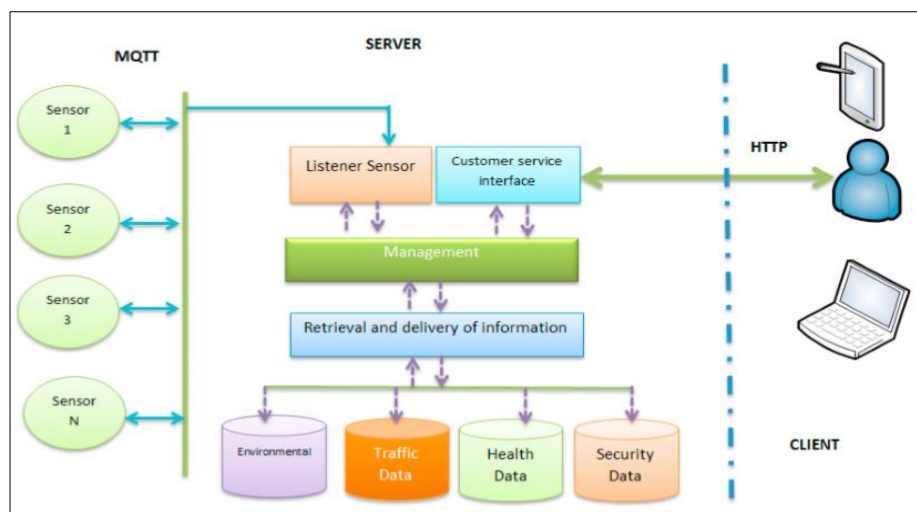 SERVER
MQTT
Sensor
1
Sensor
2
Sensor
3
Sensor
N
Listener Sensor
Customer service
interface
HTTP
Management
Retrieval and delivery of information
Environmental
Traffic
Data
Health
Data
Security
Data
CLIENT